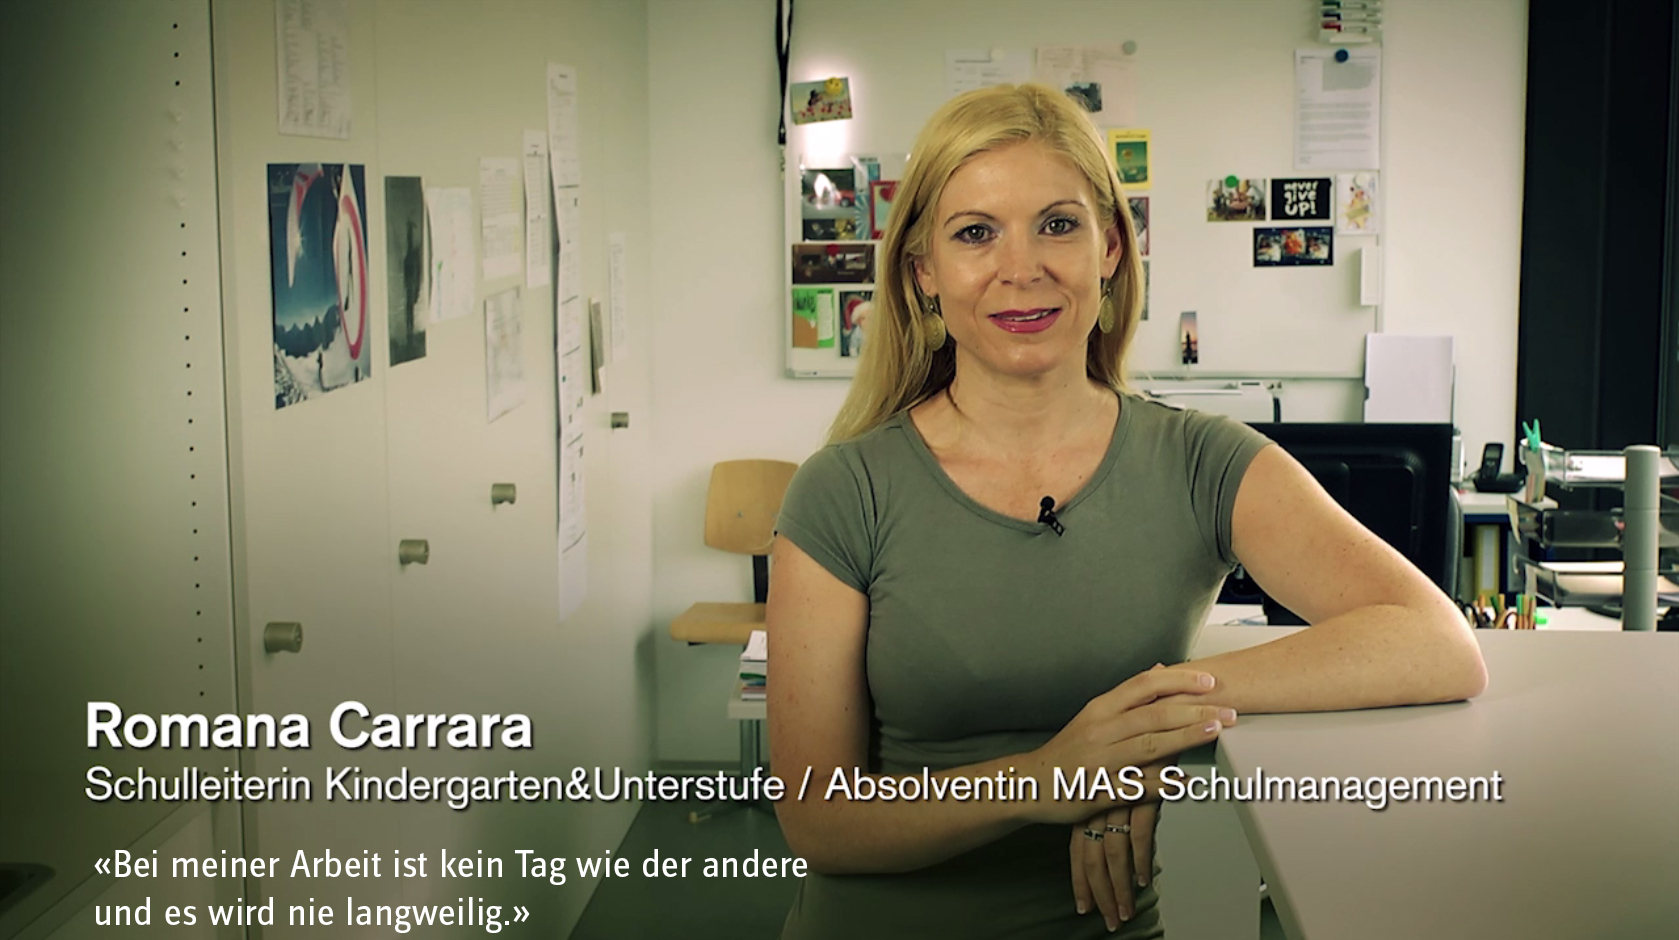 never
give
UP!
Romana Carrara
Schulleiterin Kindergarten&Unterstufe / Absolventin MAS Schulmanagement
«Bei meiner Arbeit ist kein Tag wie der andere
und es wird nie langweilig.»